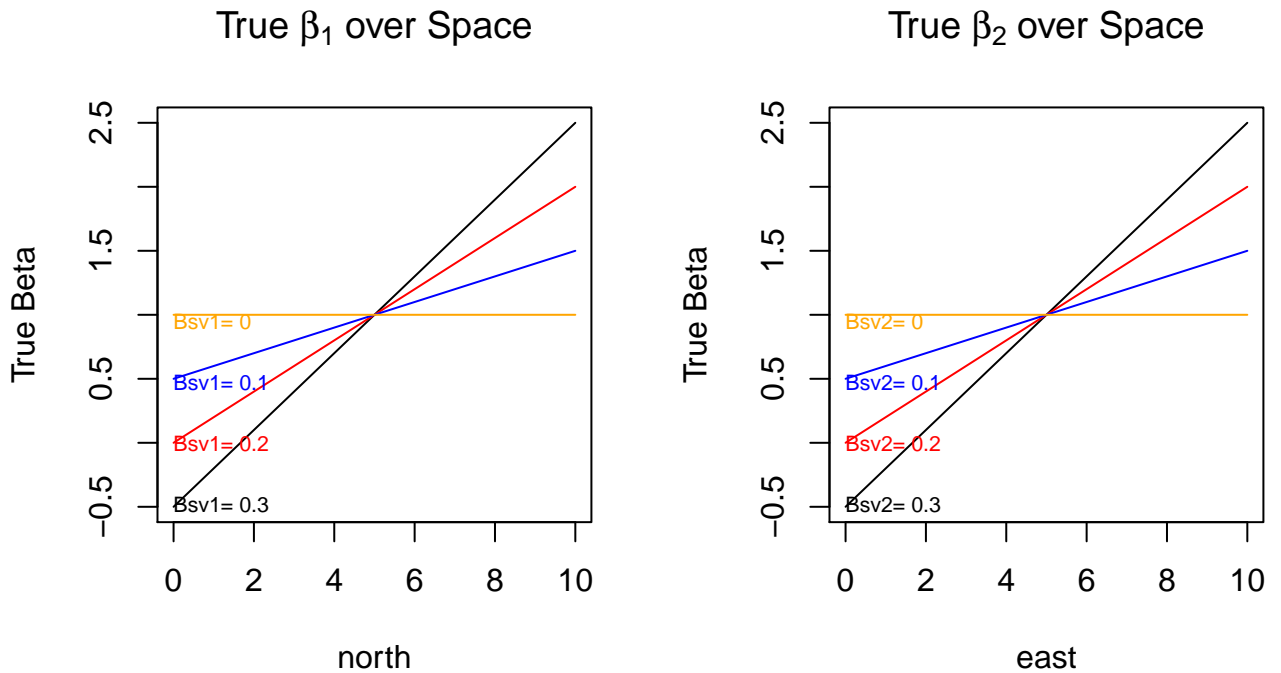 True β₁ over Space
True Beta
2.5
1.5
0.5
−0.5
Bsv1= 0
Bsv1= 0.1
Bsv1= 0.2
Bsv1= 0.3
0 2 4 6 8 10
north
True β₂ over Space
True Beta
2.5
1.5
0.5
−0.5
Bsv2= 0
Bsv2= 0.1
Bsv2= 0.2
Bsv2= 0.3
0 2 4 6 8 10
east